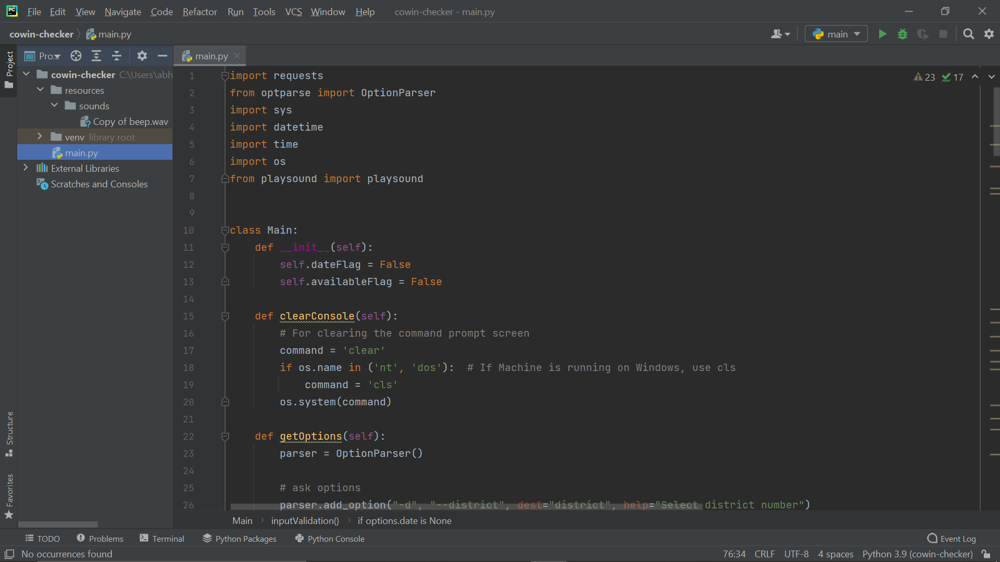 PC File Edit View Navigate Code Refactor Run Tools VCS Window Help cowin-checker - main.py
cowin-checker main.py main
Project Pro... main.py
cowin-checker C:\Users\abh
resources
sounds
Copy of beep.wav
venv library root
main.py
External Libraries
Scratches and Consoles
Structure
Favorites
23 17
1 import requests
2 from optparse import OptionParser
3 import sys
4 import datetime
5 import time
6 import os
7 from playsound import playsound
8
9
10 class Main:
11     def __init__(self):
12         self.dateFlag = False
13         self.availableFlag = False
14
15     def clearConsole(self):
16         # For clearing the command prompt screen
17         command = 'clear'
18         if os.name in ('nt', 'dos'):  # If Machine is running on Windows, use cls
19             command = 'cls'
20         os.system(command)
21
22     def getOptions(self):
23         parser = OptionParser()
24
25         # ask options
26         parser.add_option("-d", "--district", dest="district", help="Select district number")
Main inputValidation() if options.date is None
TODO Problems Terminal Python Packages Python Console Event Log
No occurrences found 76:34 CRLF UTF-8 4 spaces Python 3.9 (cowin-checker)